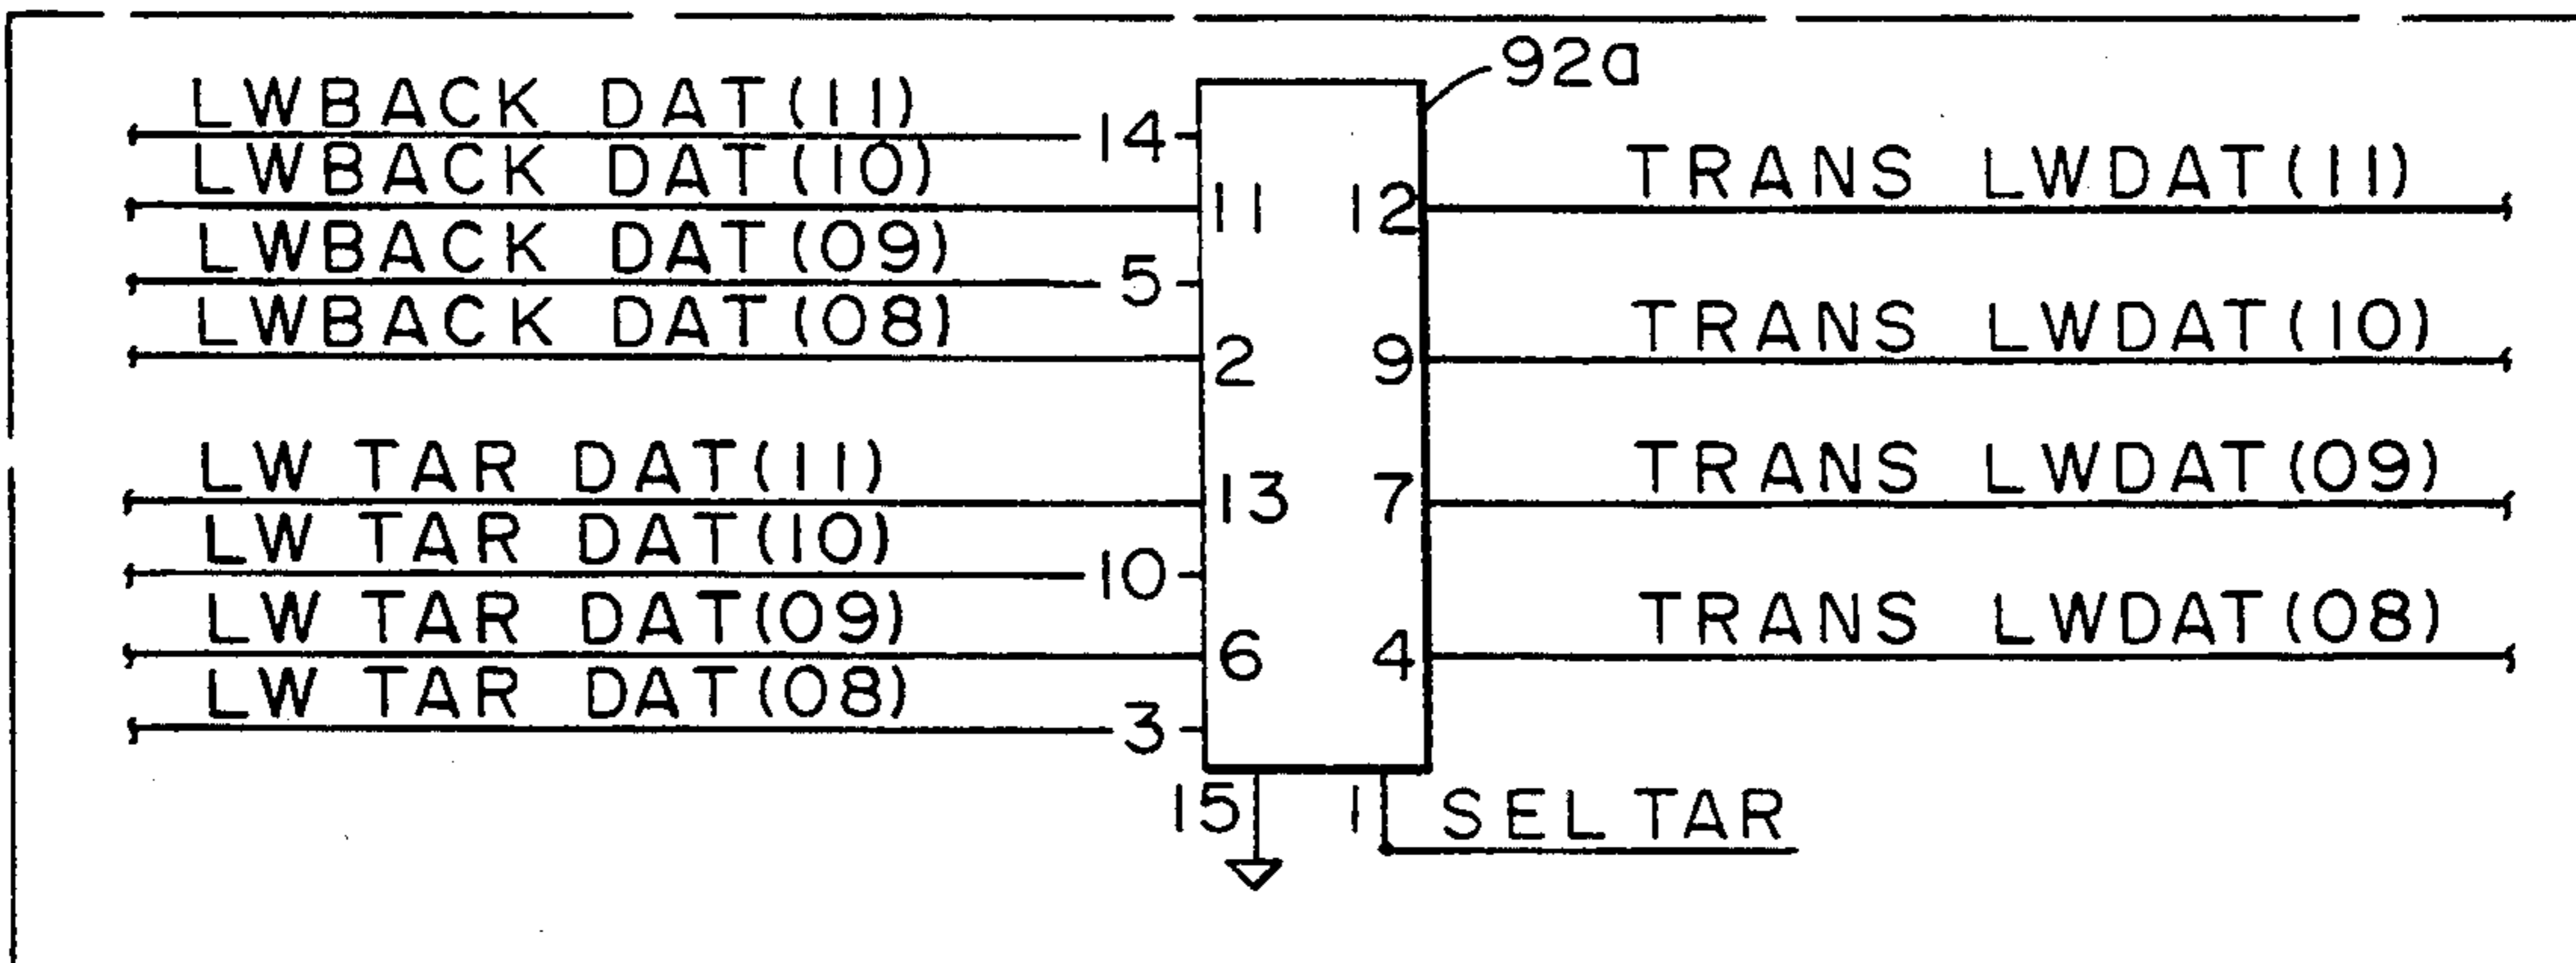 92a
LWBACK DAT(11) 14
LWBACK DAT(10) 11 12 TRANS LWDAT(11)
LWBACK DAT(09) 5
LWBACK DAT(08) 2 9 TRANS LWDAT(10)
LW TAR DAT(11) 13 7 TRANS LWDAT(09)
LW TAR DAT(10) 10
LW TAR DAT(09) 6 4 TRANS LWDAT(08)
LW TAR DAT(08) 3
15 1 SEL TAR